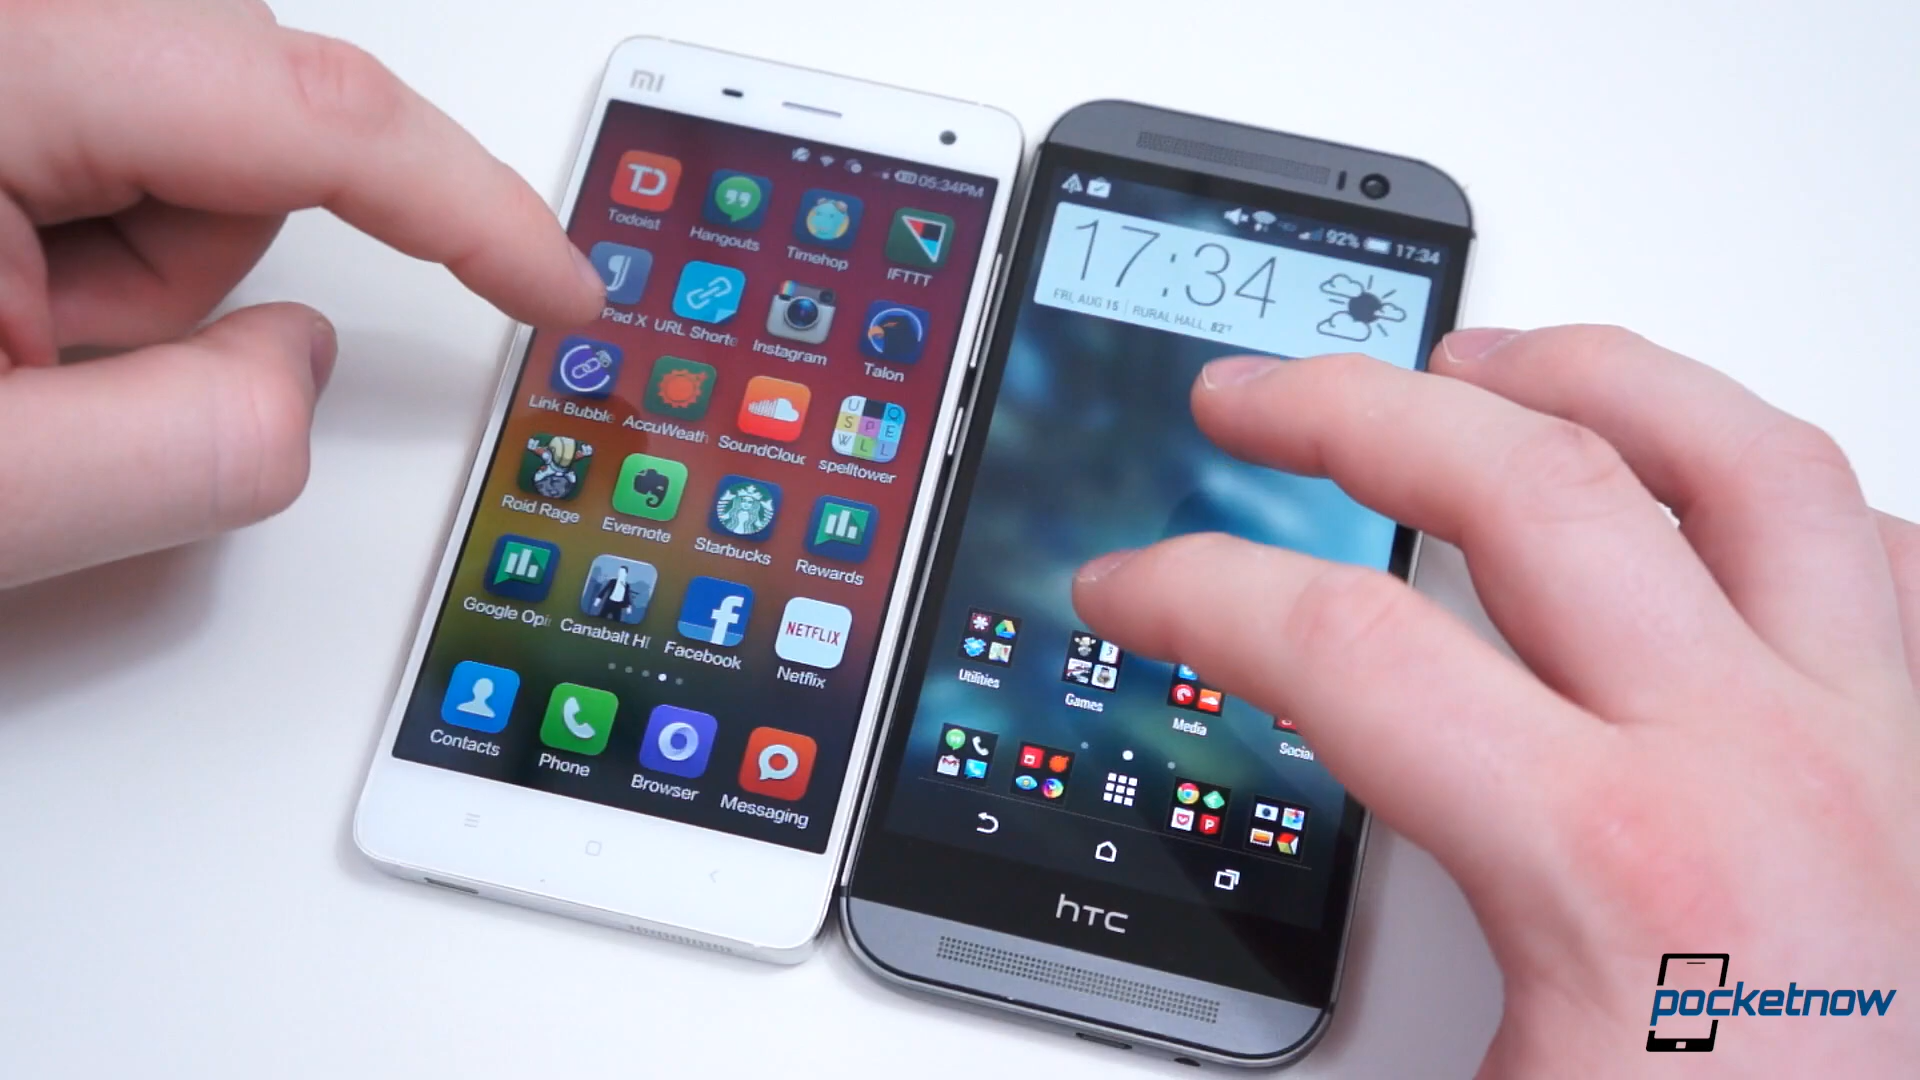 MI
05:34PM
TD
Todoist
Hangouts
Timehop
IFTTT
Pad X
URL Shorte
Instagram
Talon
Link Bubble
AccuWeath
SoundCloud
U Q
S P E
W L L
spelltower
Roid Rage
Evernote
Starbucks
Rewards
Google Opi
Canabalt H
f
Facebook
NETFLIX
Netflix
Contacts
Phone
Browser
Messaging
92% 17:34
17:34
FRI, AUG 15 | RURAL HALL, 82°
Utilities
Games
Media
Social
hTC
pocketnow